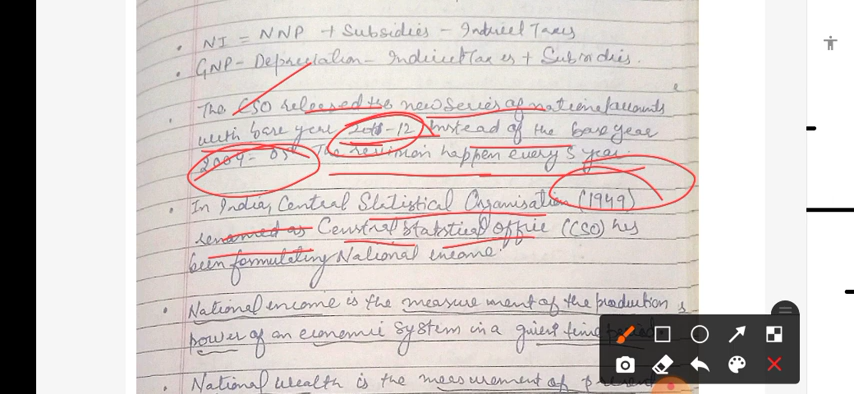 • NI = NNP + Subsidies - Indirect Taxes
• GNP- Depreciation - Indirect Taxes + Subsidies.
• The CSO released the new series of national accounts
with base year 2011-12 instead of the base year
2004-05. The revision happen every 5 year.
• In India, Central Statistical Organisation (1949)
renamed as Central Statistical Office (CSO) has
been formulating National income.
• National income is the measurement of the production
power of an economic system in a given time
• National wealth is the measurement of present